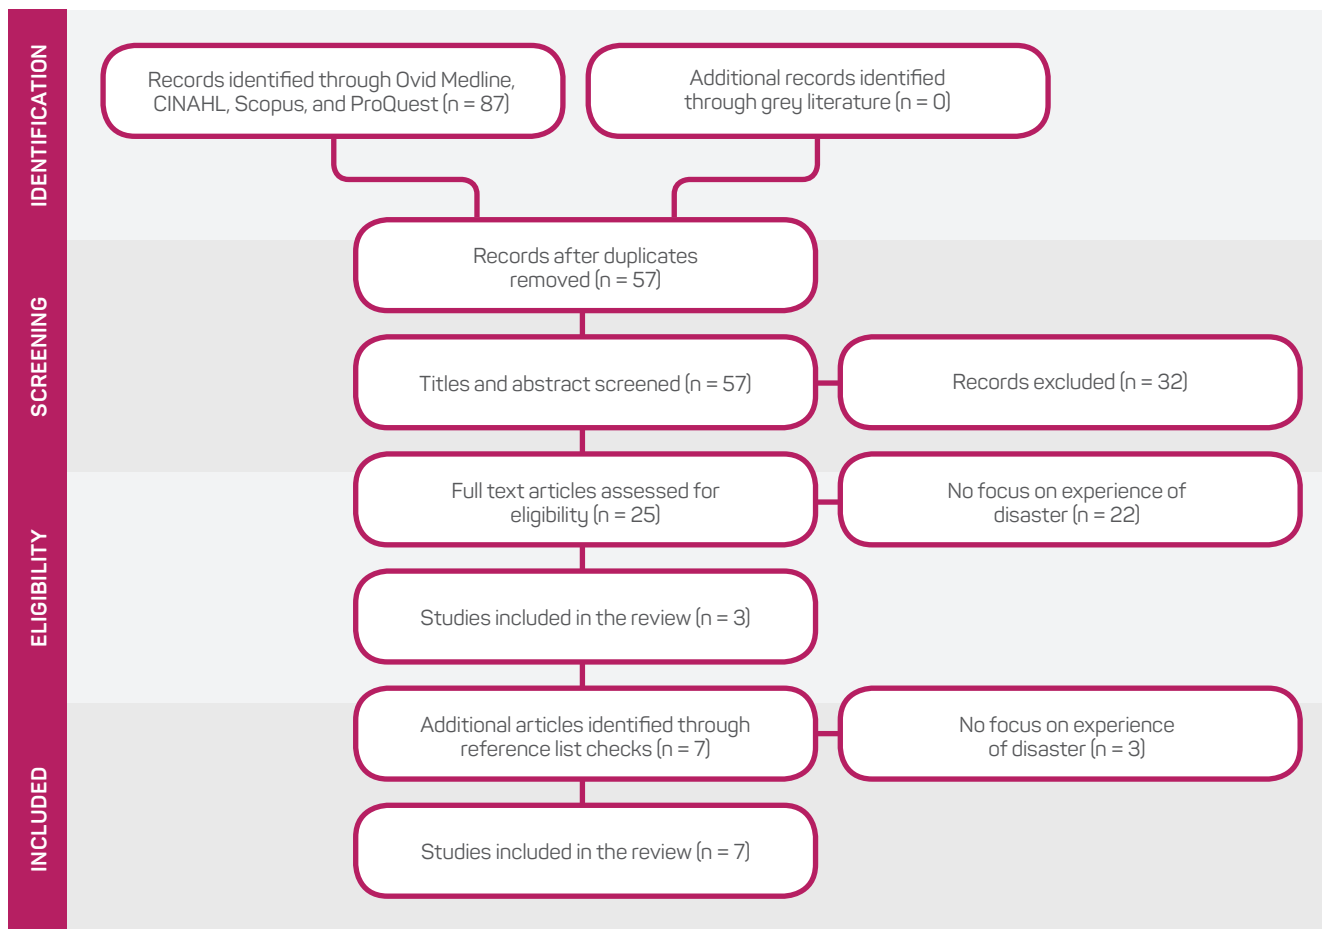 IDENTIFICATION
Records identified through Ovid Medline,
CINAHL, Scopus, and ProQuest (n = 87)
Additional records identified
through grey literature (n = 0)
Records after duplicates
removed (n = 57)
SCREENING
Titles and abstract screened (n = 57)
Records excluded (n = 32)
ELIGIBILITY
Full text articles assessed for
eligibility (n = 25)
No focus on experience of
disaster (n = 22)
Studies included in the review (n = 3)
INCLUDED
Additional articles identified through
reference list checks (n = 7)
No focus on experience
of disaster (n = 3)
Studies included in the review (n = 7)